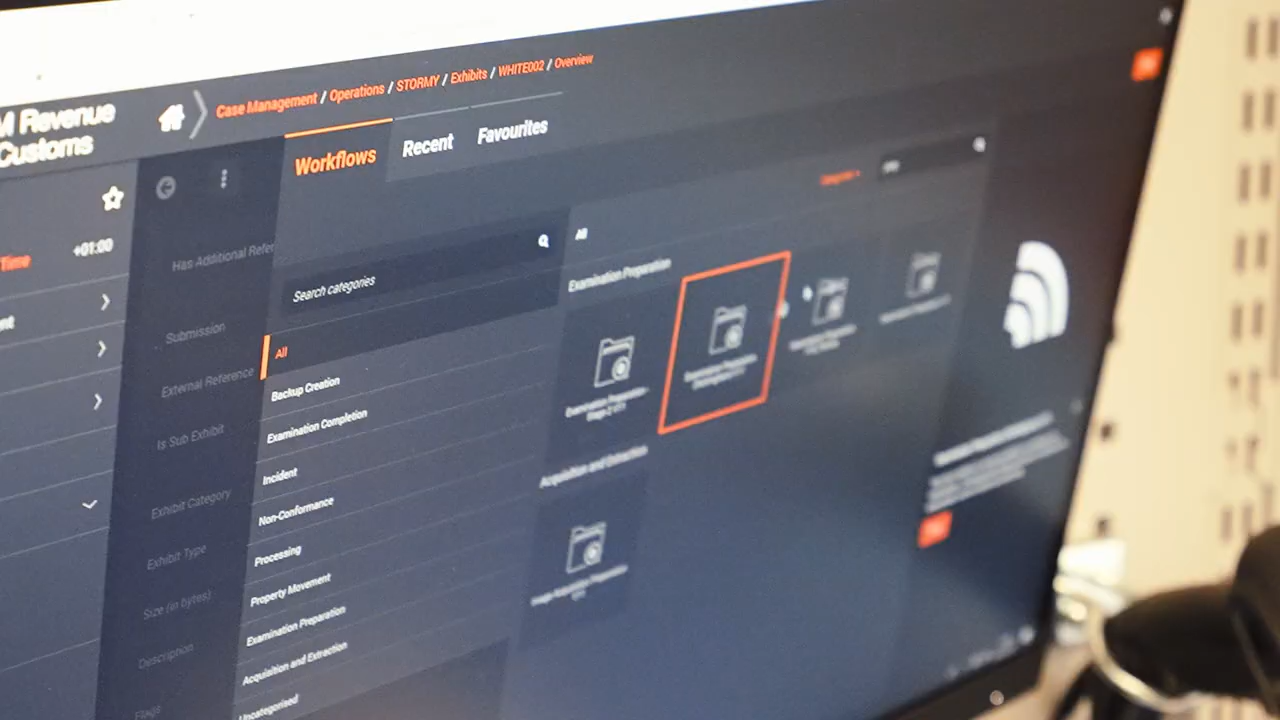 M Revenue
Customs
Case Management / Operations / STORMY / Exhibits / WHITE002 / Overview
Workflows
Recent
Favourites
Time
+01:00
Has Additional Refer
Submission
External Reference
Is Sub Exhibit
Exhibit Category
Exhibit Type
Size (in bytes)
Description
Flags
Search categories
All
Backup Creation
Examination Completion
Incident
Non-Conformance
Processing
Property Movement
Examination Preparation
Acquisition and Extraction
Uncategorised
All
Examination Preparation
Examination Preparation
Acquisition and Extraction